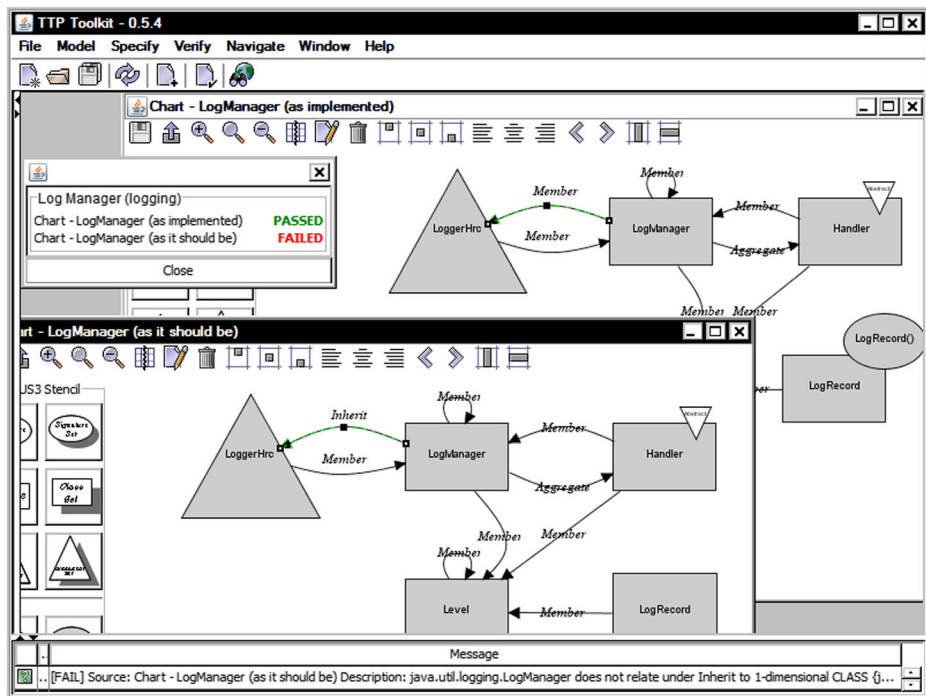 TTP Toolkit - 0.5.4
File Model Specify Verify Navigate Window Help
Chart - LogManager (as implemented)
Log Manager (logging)
Chart - LogManager (as implemented) PASSED
Chart - LogManager (as it should be) FAILED
Close
Member
Member
LoggerHrc
LogManager
Member
Member
Aggregate
Abstract
Handler
Member
Member
LogRecord()
LogRecord
rt - LogManager (as it should be)
US3 Stencil
Signature
Set
Class
Set
Member
Inherit
LoggerHrc
LogManager
Member
Member
Aggregate
Abstract
Handler
Member
Member
Member
Level
Member
LogRecord
Message
[FAIL] Source: Chart - LogManager (as it should be) Description: java.util.logging.LogManager does not relate under Inherit to 1-dimensional CLASS {j...